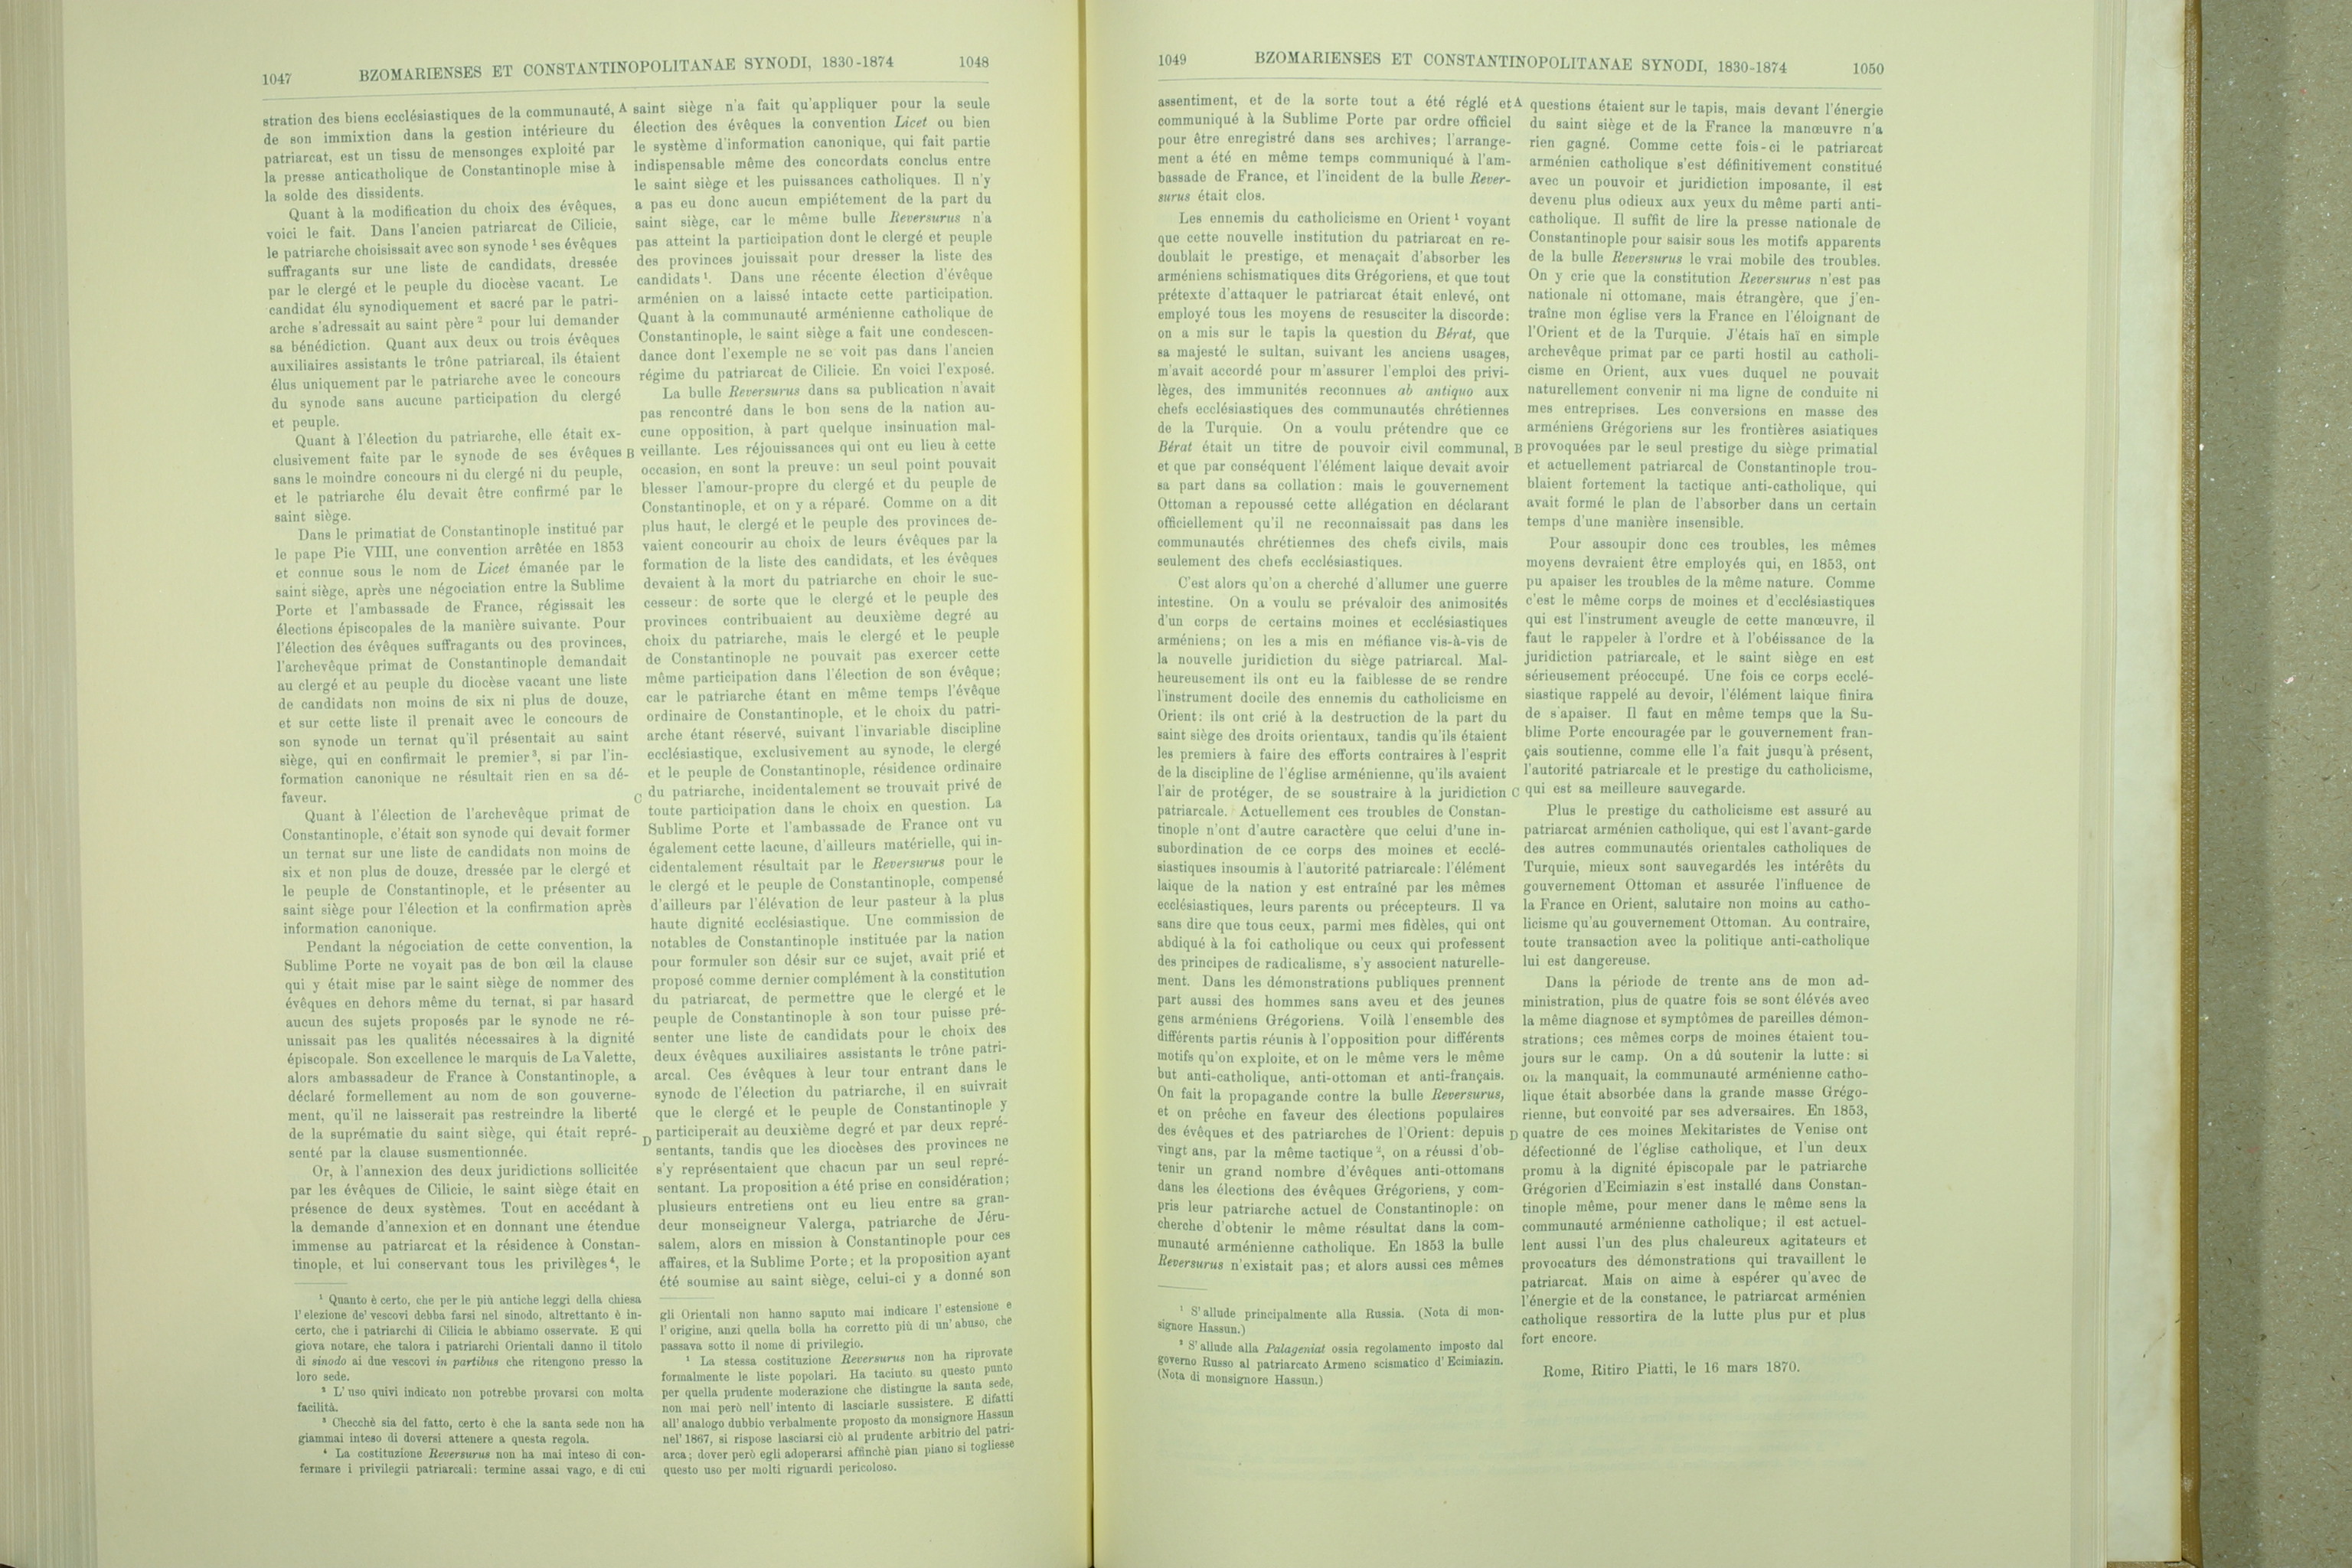 1047 BZOMARIENSES ET CONSTANTINOPOLITANAE SYNODI, 1830-1874 1048
stration des biens ecclésiastiques de la communauté,
de son immixtion dans la gestion intérieure du
patriarcat, est un tissu de mensonges exploité par
la presse anticatholique de Constantinople mise à
la solde des dissidents.
Quant à la modification du choix des évêques,
voici le fait. Dans l'ancien patriarcat de Cilicie,
le patriarche choisissait avec son synode ¹ ses évêques
suffragants sur une liste de candidats, dressée
par le clergé et le peuple du diocèse vacant. Le
candidat élu synodiquement et sacré par le patri-
arche s'adressait au saint père ² pour lui demander
sa bénédiction. Quant aux deux ou trois évêques
auxiliaires assistants le trône patriarcal, ils étaient
élus uniquement par le patriarche avec le concours
du synode sans aucune participation du clergé
et peuple.
Quant à l'élection du patriarche, elle était ex-
clusivement faite par le synode de ses évêques
sans le moindre concours ni du clergé ni du peuple,
et le patriarche élu devait être confirmé par le
saint siège.
Dans le primatiat de Constantinople institué par
le pape Pie VIII, une convention arrêtée en 1853
et connue sous le nom de Licet émanée par le
saint siège, après une négociation entre la Sublime
Porte et l'ambassade de France, régissait les
élections épiscopales de la manière suivante. Pour
l'élection des évêques suffragants ou des provinces,
l'archevêque primat de Constantinople demandait
au clergé et au peuple du diocèse vacant une liste
de candidats non moins de six ni plus de douze,
et sur cette liste il prenait avec le concours de
son synode un ternat qu'il présentait au saint
siège, qui en confirmait le premier ³, si par l'in-
formation canonique ne résultait rien en sa dé-
faveur.
Quant à l'élection de l'archevêque primat de
Constantinople, c'était son synode qui devait former
un ternat sur une liste de candidats non moins de
six et non plus de douze, dressée par le clergé et
le peuple de Constantinople, et le présenter au
saint siège pour l'élection et la confirmation après
information canonique.
Pendant la négociation de cette convention, la
Sublime Porte ne voyait pas de bon œil la clause
qui y était mise par le saint siège de nommer des
évêques en dehors même du ternat, si par hasard
aucun des sujets proposés par le synode ne ré-
unissait pas les qualités nécessaires à la dignité
épiscopale. Son excellence le marquis de La Valette,
alors ambassadeur de France à Constantinople, a
déclaré formellement au nom de son gouverne-
ment, qu'il ne laisserait pas restreindre la liberté
de la suprématie du saint siège, qui était repré-
senté par la clause susmentionnée.
Or, à l'annexion des deux juridictions sollicitée
par les évêques de Cilicie, le saint siège était en
présence de deux systèmes. Tout en accédant à
la demande d'annexion et en donnant une étendue
immense au patriarcat et la résidence à Constan-
tinople, et lui conservant tous les privilèges ⁴, le
¹ Quanto è certo, che per le più antiche leggi della chiesa
l'elezione de' vescovi debba farsi nel sinodo, altrettanto è in-
certo, che i patriarchi di Cilicia le abbiamo osservate. E qui
giova notare, che talora i patriarchi Orientali danno il titolo
di sinodo ai due vescovi in partibus che ritengono presso la
loro sede.
² L'uso quivi indicato non potrebbe provarsi con molta
facilità.
³ Checchè sia del fatto, certo è che la santa sede non ha
giammai inteso di doversi attenere a questa regola.
⁴ La costituzione Reversurus non ha mai inteso di con-
fermare i privilegii patriarcali: termine assai vago, e di cui
A
B
C
D
saint siège n'a fait qu'appliquer pour la seule
élection des évêques la convention Licet ou bien
le système d'information canonique, qui fait partie
indispensable même des concordats conclus entre
le saint siège et les puissances catholiques. Il n'y
a pas eu donc aucun empiétement de la part du
saint siège, car le même bulle Reversurus n'a
pas atteint la participation dont le clergé et peuple
des provinces jouissait pour dresser la liste des
candidats ¹. Dans une récente élection d'évêque
arménien on a laissé intacte cette participation.
Quant à la communauté arménienne catholique de
Constantinople, le saint siège a fait une condescen-
dance dont l'exemple ne se voit pas dans l'ancien
régime du patriarcat de Cilicie. En voici l'exposé.
La bulle Reversurus dans sa publication n'avait
pas rencontré dans le bon sens de la nation au-
cune opposition, à part quelque insinuation mal-
veillante. Les réjouissances qui ont eu lieu à cette
occasion, en sont la preuve: un seul point pouvait
blesser l'amour-propre du clergé et du peuple de
Constantinople, et on y a réparé. Comme on a dit
plus haut, le clergé et le peuple des provinces de-
vaient concourir au choix de leurs évêques par la
formation de la liste des candidats, et les évêques
devaient à la mort du patriarche en choir le suc-
cesseur: de sorte que le clergé et le peuple des
provinces contribuaient au deuxième degré au
choix du patriarche, mais le clergé et le peuple
de Constantinople ne pouvait pas exercer cette
même participation dans l'élection de son évêque;
car le patriarche étant en même temps l'évêque
ordinaire de Constantinople, et le choix du patri-
arche étant réservé, suivant l'invariable discipline
ecclésiastique, exclusivement au synode, le clergé
et le peuple de Constantinople, résidence ordinaire
du patriarche, incidentalement se trouvait privé de
toute participation dans le choix en question. La
Sublime Porte et l'ambassade de France ont vu
également cette lacune, d'ailleurs matérielle, qui in-
cidentalement résultait par le Reversurus pour le
le clergé et le peuple de Constantinople, compensé
d'ailleurs par l'élévation de leur pasteur à la plus
haute dignité ecclésiastique. Une commission de
notables de Constantinople instituée par la nation
pour formuler son désir sur ce sujet, avait prié et
proposé comme dernier complément à la constitution
du patriarcat, de permettre que le clergé et le
peuple de Constantinople à son tour puisse pré-
senter une liste de candidats pour le choix des
deux évêques auxiliaires assistants le trône patri-
arcal. Ces évêques à leur tour entrant dans le
synode de l'élection du patriarche, il en suivrait
que le clergé et le peuple de Constantinople y
participerait au deuxième degré et par deux repré-
sentants, tandis que les diocèses des provinces ne
s'y représentaient que chacun par un seul repré-
sentant. La proposition a été prise en considération;
plusieurs entretiens ont eu lieu entre sa gran-
deur monseigneur Valerga, patriarche de Jéru-
salem, alors en mission à Constantinople pour ces
affaires, et la Sublime Porte; et la proposition ayant
été soumise au saint siège, celui-ci y a donné son
gli Orientali non hanno saputo mai indicare l'estensione e
l'origine, anzi quella bolla ha corretto più di un'abuso, che
passava sotto il nome di privilegio.
¹ La stessa costituzione Reversurus non ha riprovate
formalmente le liste popolari. Ha taciuto su questo punto
per quella prudente moderazione che distingue la santa sede,
non mai però nell'intento di lasciarle sussistere. E difatti
all'analogo dubbio verbalmente proposto da monsignore Hassun
nel' 1867, si rispose lasciarsi ciò al prudente arbitrio del patri-
arca; dover però egli adoperarsi affinchè pian piano si togliesse
questo uso per molti riguardi pericoloso.
1049 BZOMARIENSES ET CONSTANTINOPOLITANAE SYNODI, 1830-1874 1050
assentiment, et de la sorte tout a été réglé et
communiqué à la Sublime Porte par ordre officiel
pour être enregistré dans ses archives; l'arrange-
ment a été en même temps communiqué à l'am-
bassade de France, et l'incident de la bulle Rever-
surus était clos.
Les ennemis du catholicisme en Orient ¹ voyant
que cette nouvelle institution du patriarcat en re-
doublait le prestige, et menaçait d'absorber les
arméniens schismatiques dits Grégoriens, et que tout
prétexte d'attaquer le patriarcat était enlevé, ont
employé tous les moyens de resusciter la discorde:
on a mis sur le tapis la question du Bérat, que
sa majesté le sultan, suivant les anciens usages,
m'avait accordé pour m'assurer l'emploi des privi-
lèges, des immunités reconnues ab antiquo aux
chefs ecclésiastiques des communautés chrétiennes
de la Turquie. On a voulu prétendre que ce
Bérat était un titre de pouvoir civil communal,
et que par conséquent l'élément laique devait avoir
sa part dans sa collation: mais le gouvernement
Ottoman a repoussé cette allégation en déclarant
officiellement qu'il ne reconnaissait pas dans les
communautés chrétiennes des chefs civils, mais
seulement des chefs ecclésiastiques.
C'est alors qu'on a cherché d'allumer une guerre
intestine. On a voulu se prévaloir des animosités
d'un corps de certains moines et ecclésiastiques
arméniens; on les a mis en méfiance vis-à-vis de
la nouvelle juridiction du siège patriarcal. Mal-
heureusement ils ont eu la faiblesse de se rendre
l'instrument docile des ennemis du catholicisme en
Orient: ils ont crié à la destruction de la part du
saint siège des droits orientaux, tandis qu'ils étaient
les premiers à faire des efforts contraires à l'esprit
de la discipline de l'église arménienne, qu'ils avaient
l'air de protéger, de se soustraire à la juridiction
patriarcale. Actuellement ces troubles de Constan-
tinople n'ont d'autre caractère que celui d'une in-
subordination de ce corps des moines et ecclé-
siastiques insoumis à l'autorité patriarcale: l'élément
laique de la nation y est entraîné par les mêmes
ecclésiastiques, leurs parents ou précepteurs. Il va
sans dire que tous ceux, parmi mes fidèles, qui ont
abdiqué à la foi catholique ou ceux qui professent
des principes de radicalisme, s'y associent naturelle-
ment. Dans les démonstrations publiques prennent
part aussi des hommes sans aveu et des jeunes
gens arméniens Grégoriens. Voilà l'ensemble des
différents partis réunis à l'opposition pour différents
motifs qu'on exploite, et on le même vers le même
but anti-catholique, anti-ottoman et anti-français.
On fait la propagande contre la bulle Reversurus,
et on prêche en faveur des élections populaires
des évêques et des patriarches de l'Orient: depuis
vingt ans, par la même tactique ², on a réussi d'ob-
tenir un grand nombre d'évêques anti-ottomans
dans les élections des évêques Grégoriens, y com-
pris leur patriarche actuel de Constantinople: on
cherche d'obtenir le même résultat dans la com-
munauté arménienne catholique. En 1853 la bulle
Reversurus n'existait pas; et alors aussi ces mêmes
¹ S'allude principalmente alla Russia. (Nota di mon-
signore Hassun.)
² S'allude alla Palageniat ossia regolamento imposto dal
governo Russo al patriarcato Armeno scismatico d'Ecimiazin.
(Nota di monsignore Hassun.)
A
B
C
D
questions étaient sur le tapis, mais devant l'énergie
du saint siège et de la France la manœuvre n'a
rien gagné. Comme cette fois-ci le patriarcat
arménien catholique s'est définitivement constitué
avec un pouvoir et juridiction imposante, il est
devenu plus odieux aux yeux du même parti anti-
catholique. Il suffit de lire la presse nationale de
Constantinople pour saisir sous les motifs apparents
de la bulle Reversurus le vrai mobile des troubles.
On y crie que la constitution Reversurus n'est pas
nationale ni ottomane, mais étrangère, que j'en-
traîne mon église vers la France en l'éloignant de
l'Orient et de la Turquie. J'étais haï en simple
archevêque primat par ce parti hostil au catholi-
cisme en Orient, aux vues duquel ne pouvait
naturellement convenir ni ma ligne de conduite ni
mes entreprises. Les conversions en masse des
arméniens Grégoriens sur les frontières asiatiques
provoquées par le seul prestige du siège primatial
et actuellement patriarcal de Constantinople trou-
blaient fortement la tactique anti-catholique, qui
avait formé le plan de l'absorber dans un certain
temps d'une manière insensible.
Pour assoupir donc ces troubles, les mêmes
moyens devraient être employés qui, en 1853, ont
pu apaiser les troubles de la même nature. Comme
c'est le même corps de moines et d'ecclésiastiques
qui est l'instrument aveugle de cette manœuvre, il
faut le rappeler à l'ordre et à l'obéissance de la
juridiction patriarcale, et le saint siège en est
sérieusement préoccupé. Une fois ce corps ecclé-
siastique rappelé au devoir, l'élément laique finira
de s'apaiser. Il faut en même temps que la Su-
blime Porte encouragée par le gouvernement fran-
çais soutienne, comme elle l'a fait jusqu'à présent,
l'autorité patriarcale et le prestige du catholicisme,
qui est sa meilleure sauvegarde.
Plus le prestige du catholicisme est assuré au
patriarcat arménien catholique, qui est l'avant-garde
des autres communautés orientales catholiques de
Turquie, mieux sont sauvegardés les intérêts du
gouvernement Ottoman et assurée l'influence de
la France en Orient, salutaire non moins au catho-
licisme qu'au gouvernement Ottoman. Au contraire,
toute transaction avec la politique anti-catholique
lui est dangereuse.
Dans la période de trente ans de mon ad-
ministration, plus de quatre fois se sont élévés avec
la même diagnose et symptômes de pareilles démon-
strations; ces mêmes corps de moines étaient tou-
jours sur le camp. On a dû soutenir la lutte: si
on la manquait, la communauté arménienne catho-
lique était absorbée dans la grande masse Grégo-
rienne, but convoité par ses adversaires. En 1853,
quatre de ces moines Mekitaristes de Venise ont
défectionné de l'église catholique, et l'un deux
promu à la dignité épiscopale par le patriarche
Grégorien d'Ecimiazin s'est installé dans Constan-
tinople même, pour mener dans le même sens la
communauté arménienne catholique; il est actuel-
lent aussi l'un des plus chaleureux agitateurs et
provocaturs des démonstrations qui travaillent le
patriarcat. Mais on aime à espérer qu'avec de
l'énergie et de la constance, le patriarcat arménien
catholique ressortira de la lutte plus pur et plus
fort encore.
Rome, Ritiro Piatti, le 16 mars 1870.